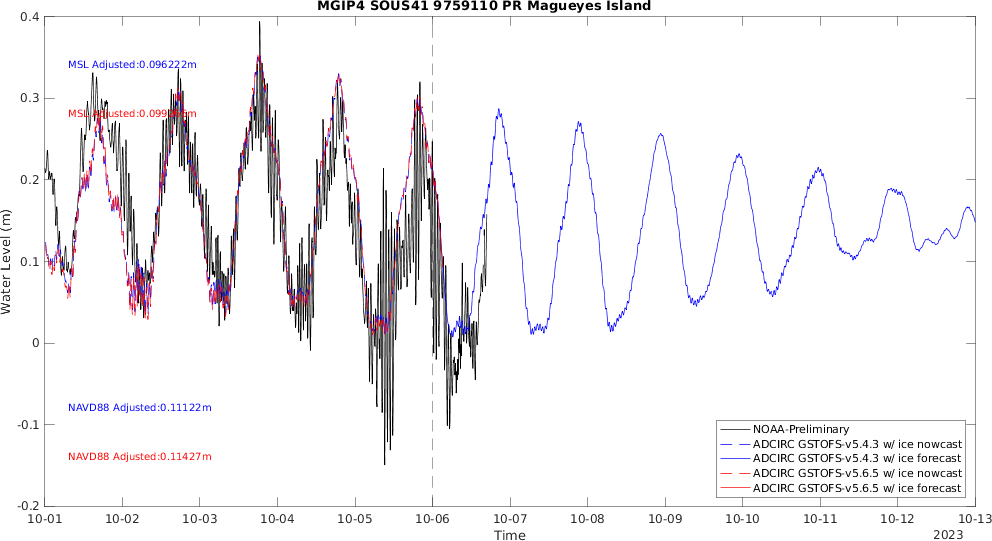 MGIP4 SOUS41 9759110 PR Magueyes Island
Water Level (m)
0.4
0.3
0.2
0.1
0
-0.1
-0.2
MSL Adjusted:0.096222m
MSL Adjusted:
NAVD88 Adjusted:0.11122m
NAVD88 Adjusted:0.11427m
NOAA-Preliminary
ADCIRC GSTOFS-v5.4.3 w/ ice nowcast
ADCIRC GSTOFS-v5.4.3 w/ ice forecast
ADCIRC GSTOFS-v5.6.5 w/ ice nowcast
ADCIRC GSTOFS-v5.6.5 w/ ice forecast
10-01 10-02 10-03 10-04 10-05 10-06 10-07 10-08 10-09 10-10 10-11 10-12 10-13
Time
2023